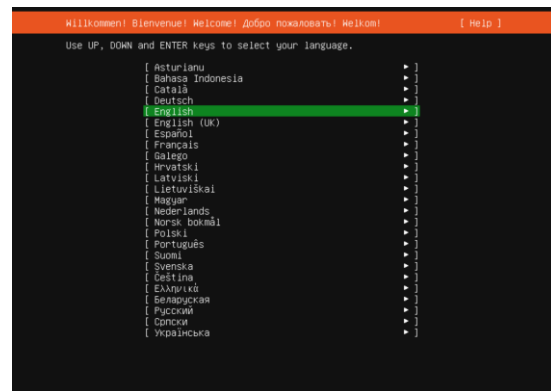 Willkommen! Bienvenue! Welcome! Добро пожаловать! Welkom! [ Help ]
Use UP, DOWN and ENTER keys to select your language.
[ Asturianu ► ]
[ Bahasa Indonesia ► ]
[ Català ► ]
[ Deutsch ► ]
[ English ► ]
[ English (UK) ► ]
[ Español ► ]
[ Français ► ]
[ Galego ► ]
[ Hrvatski ► ]
[ Latviski ► ]
[ Lietuviškai ► ]
[ Magyar ► ]
[ Nederlands ► ]
[ Norsk bokmål ► ]
[ Polski ► ]
[ Português ► ]
[ Suomi ► ]
[ Svenska ► ]
[ Čeština ► ]
[ Ελληνικά ► ]
[ Беларуская ► ]
[ Русский ► ]
[ Српски ► ]
[ Українська ► ]